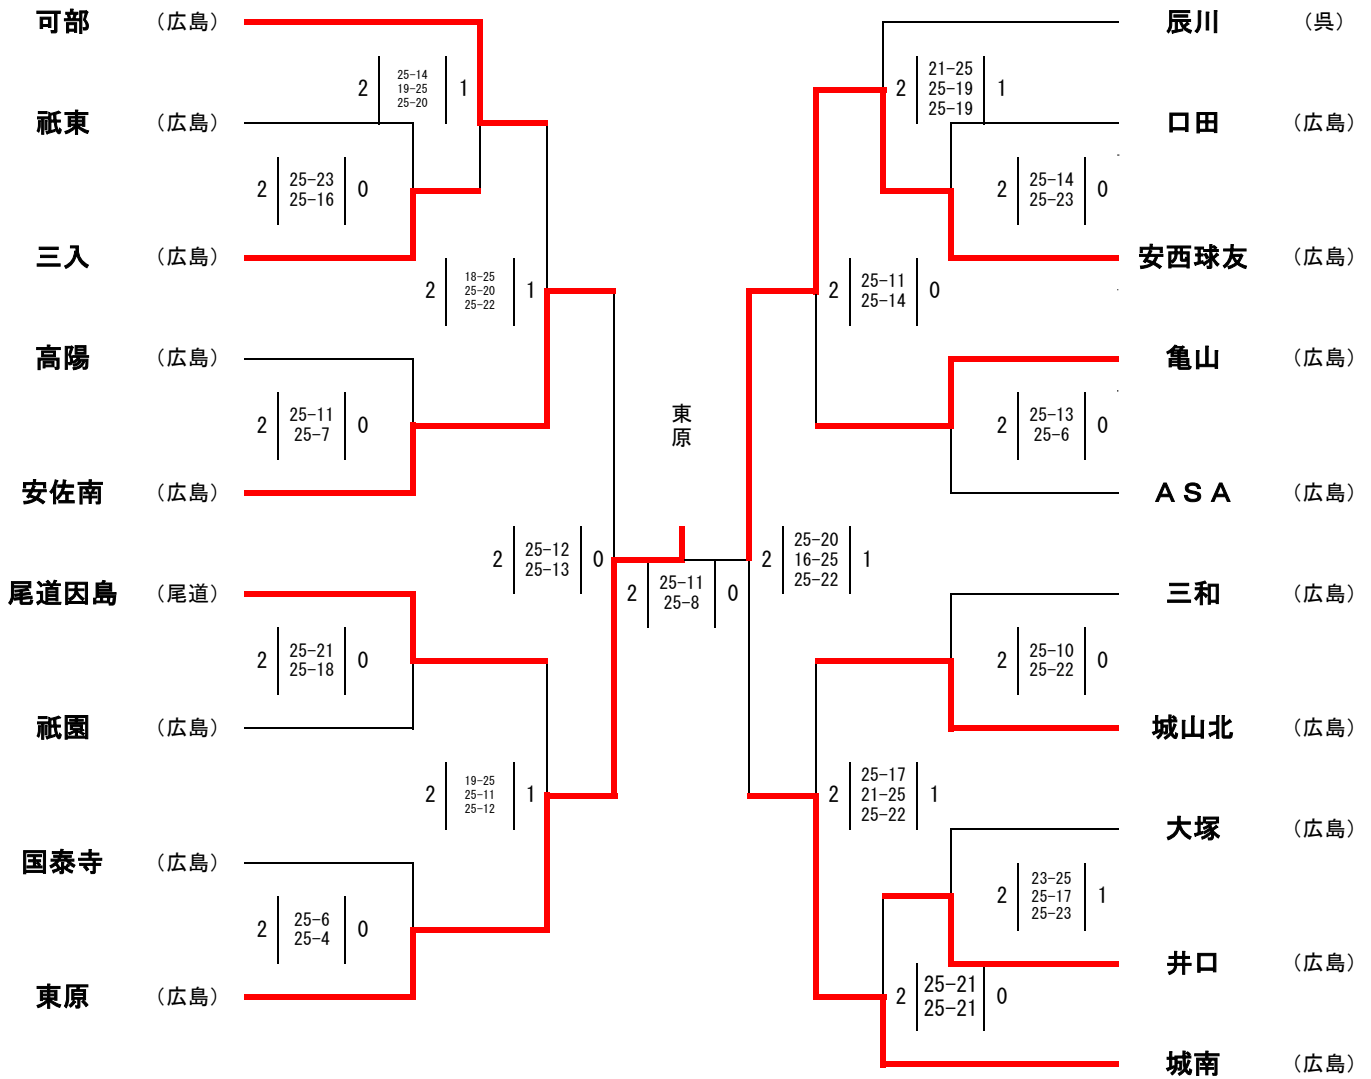 可部 （広島）
2 25-14 1
19-25
25-20
祇東 （広島）
2 25-23 0
25-16
三入 （広島）
2 18-25 1
25-20
25-22
高陽 （広島）
2 25-11 0
25-7
安佐南 （広島）
2 25-12 0
25-13
尾道因島 （尾道）
2 25-21 0
25-18
祇園 （広島）
2 19-25 1
25-11
25-12
国泰寺 （広島）
2 25-6 0
25-4
東原 （広島）
東
原
2 25-11 0
25-8
辰川 （呉）
2 21-25 1
25-19
25-19
口田 （広島）
2 25-14 0
25-23
安西球友 （広島）
2 25-11 0
25-14
亀山 （広島）
2 25-13 0
25-6
ＡＳＡ （広島）
2 25-20 1
16-25
25-22
三和 （広島）
2 25-10 0
25-22
城山北 （広島）
2 25-17 1
21-25
25-22
大塚 （広島）
2 23-25 1
25-17
25-23
井口 （広島）
2 25-21 0
25-21
城南 （広島）